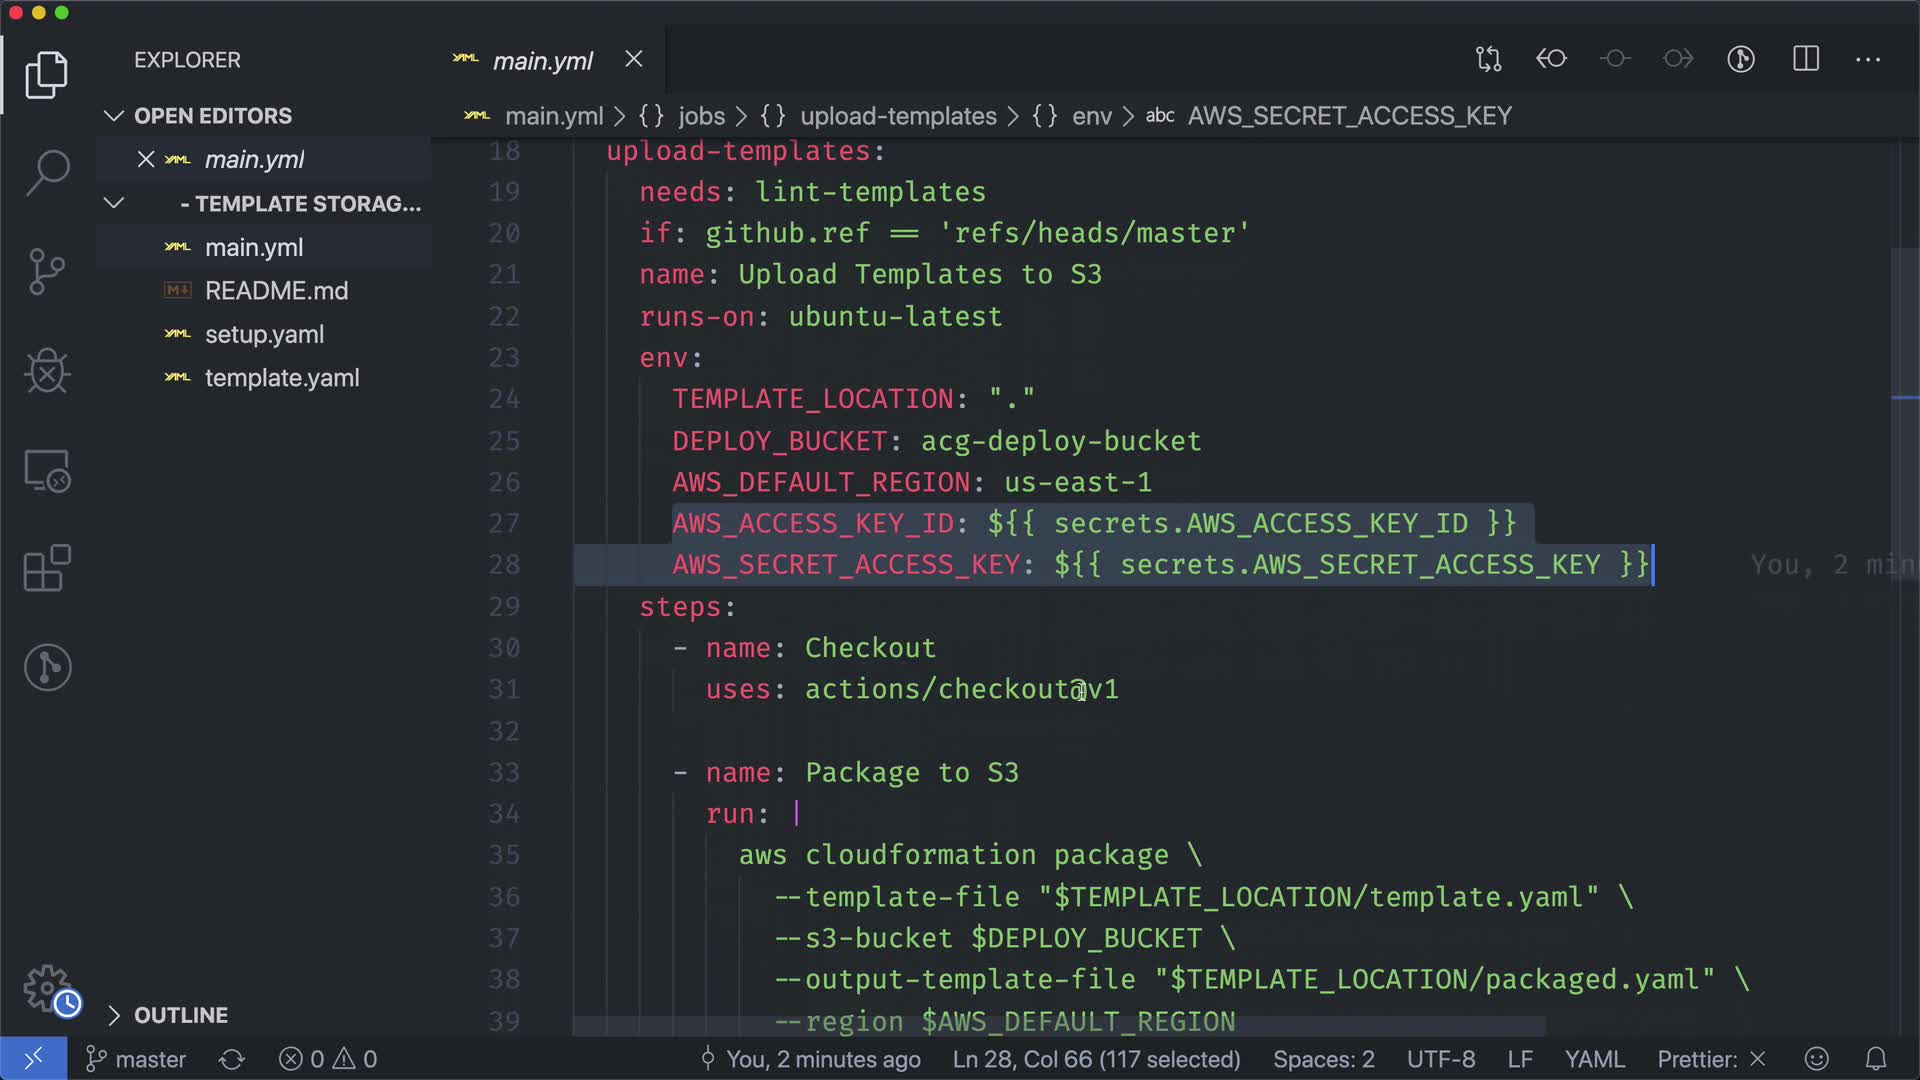 EXPLORER
OPEN EDITORS
main.yml
- TEMPLATE STORAG...
main.yml
README.md
setup.yaml
template.yaml
OUTLINE
main.yml
main.yml > {} jobs > {} upload-templates > {} env > abc AWS_SECRET_ACCESS_KEY
18 upload-templates:
19 needs: lint-templates
20 if: github.ref == 'refs/heads/master'
21 name: Upload Templates to S3
22 runs-on: ubuntu-latest
23 env:
24 TEMPLATE_LOCATION: "."
25 DEPLOY_BUCKET: acg-deploy-bucket
26 AWS_DEFAULT_REGION: us-east-1
27 AWS_ACCESS_KEY_ID: ${{ secrets.AWS_ACCESS_KEY_ID }}
28 AWS_SECRET_ACCESS_KEY: ${{ secrets.AWS_SECRET_ACCESS_KEY }} You, 2 min
29 steps:
30 - name: Checkout
31 uses: actions/checkout@v1
32
33 - name: Package to S3
34 run: |
35 aws cloudformation package \
36 --template-file "$TEMPLATE_LOCATION/template.yaml" \
37 --s3-bucket $DEPLOY_BUCKET \
38 --output-template-file "$TEMPLATE_LOCATION/packaged.yaml" \
39 --region $AWS_DEFAULT_REGION
master 0 0 You, 2 minutes ago Ln 28, Col 66 (117 selected) Spaces: 2 UTF-8 LF YAML Prettier: ×